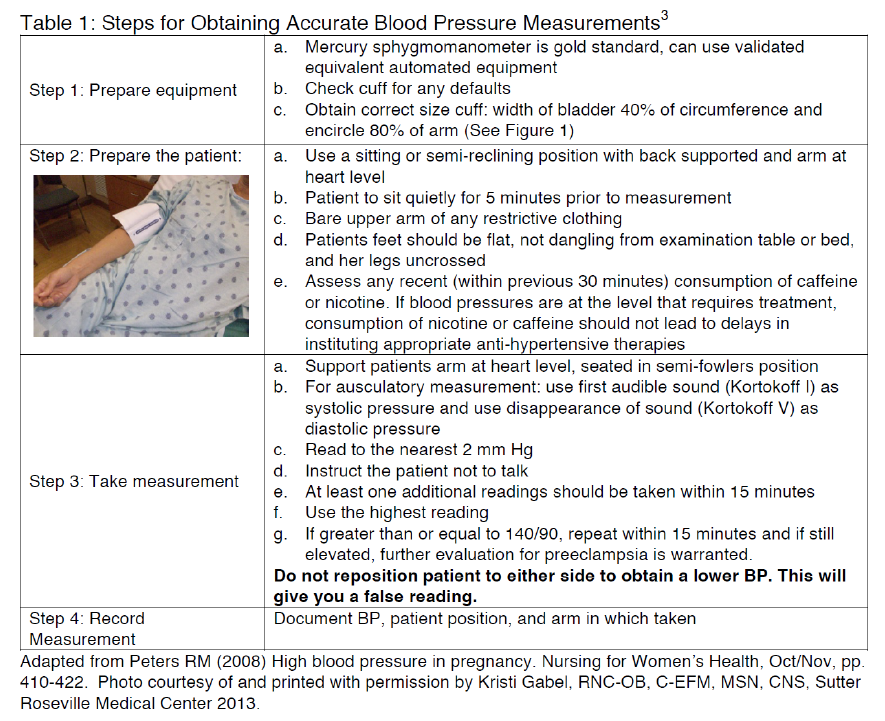 Table 1: Steps for Obtaining Accurate Blood Pressure Measurements3
Step 1: Prepare equipment
a. Mercury sphygmomanometer is gold standard, can use validated
equivalent automated equipment
b. Check cuff for any defaults
c. Obtain correct size cuff: width of bladder 40% of circumference and
encircle 80% of arm (See Figure 1)
Step 2: Prepare the patient:
a. Use a sitting or semi-reclining position with back supported and arm at
heart level
b. Patient to sit quietly for 5 minutes prior to measurement
c. Bare upper arm of any restrictive clothing
d. Patients feet should be flat, not dangling from examination table or bed,
and her legs uncrossed
e. Assess any recent (within previous 30 minutes) consumption of caffeine
or nicotine. If blood pressures are at the level that requires treatment,
consumption of nicotine or caffeine should not lead to delays in
instituting appropriate anti-hypertensive therapies
Step 3: Take measurement
a. Support patients arm at heart level, seated in semi-fowlers position
b. For ausculatory measurement: use first audible sound (Kortokoff I) as
systolic pressure and use disappearance of sound (Kortokoff V) as
diastolic pressure
c. Read to the nearest 2 mm Hg
d. Instruct the patient not to talk
e. At least one additional readings should be taken within 15 minutes
f. Use the highest reading
g. If greater than or equal to 140/90, repeat within 15 minutes and if still
elevated, further evaluation for preeclampsia is warranted.
Do not reposition patient to either side to obtain a lower BP. This will
give you a false reading.
Step 4: Record
Measurement
Document BP, patient position, and arm in which taken
Adapted from Peters RM (2008) High blood pressure in pregnancy. Nursing for Women's Health, Oct/Nov, pp.
410-422. Photo courtesy of and printed with permission by Kristi Gabel, RNC-OB, C-EFM, MSN, CNS, Sutter
Roseville Medical Center 2013.